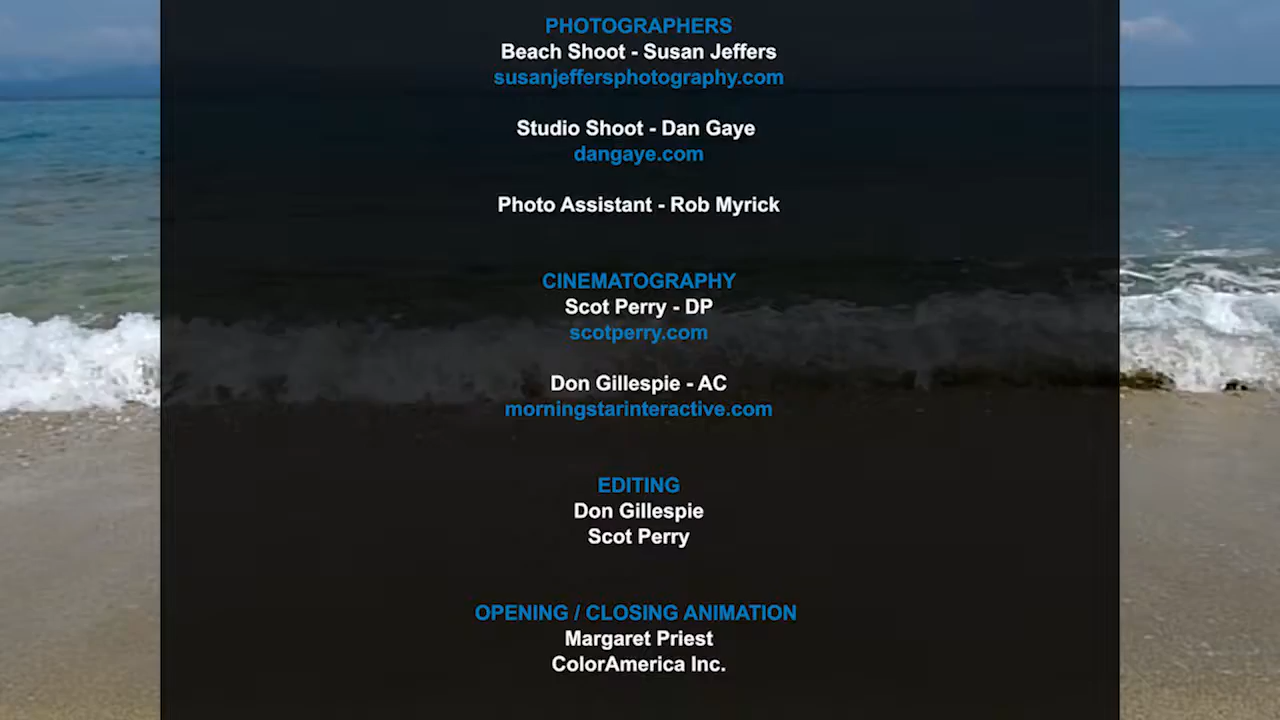 PHOTOGRAPHERS
Beach Shoot - Susan Jeffers
susanjeffersphotography.com
Studio Shoot - Dan Gaye
dangaye.com
Photo Assistant - Rob Myrick
CINEMATOGRAPHY
Scot Perry - DP
scotperry.com
Don Gillespie - AC
morningstarinteractive.com
EDITING
Don Gillespie
Scot Perry
OPENING / CLOSING ANIMATION
Margaret Priest
ColorAmerica Inc.